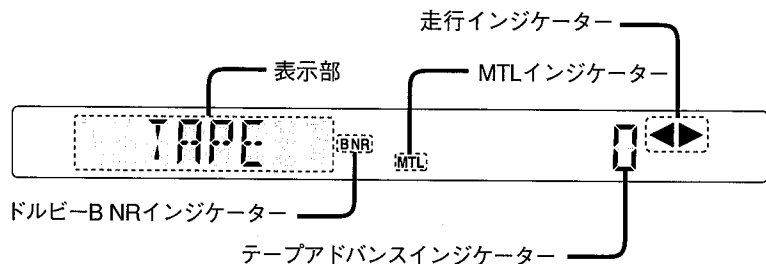 走行インジケーター
表示部
MTLインジケーター
TAPE
B NR
MTL
0
ドルビーB NRインジケーター
テープアドバンスインジケーター